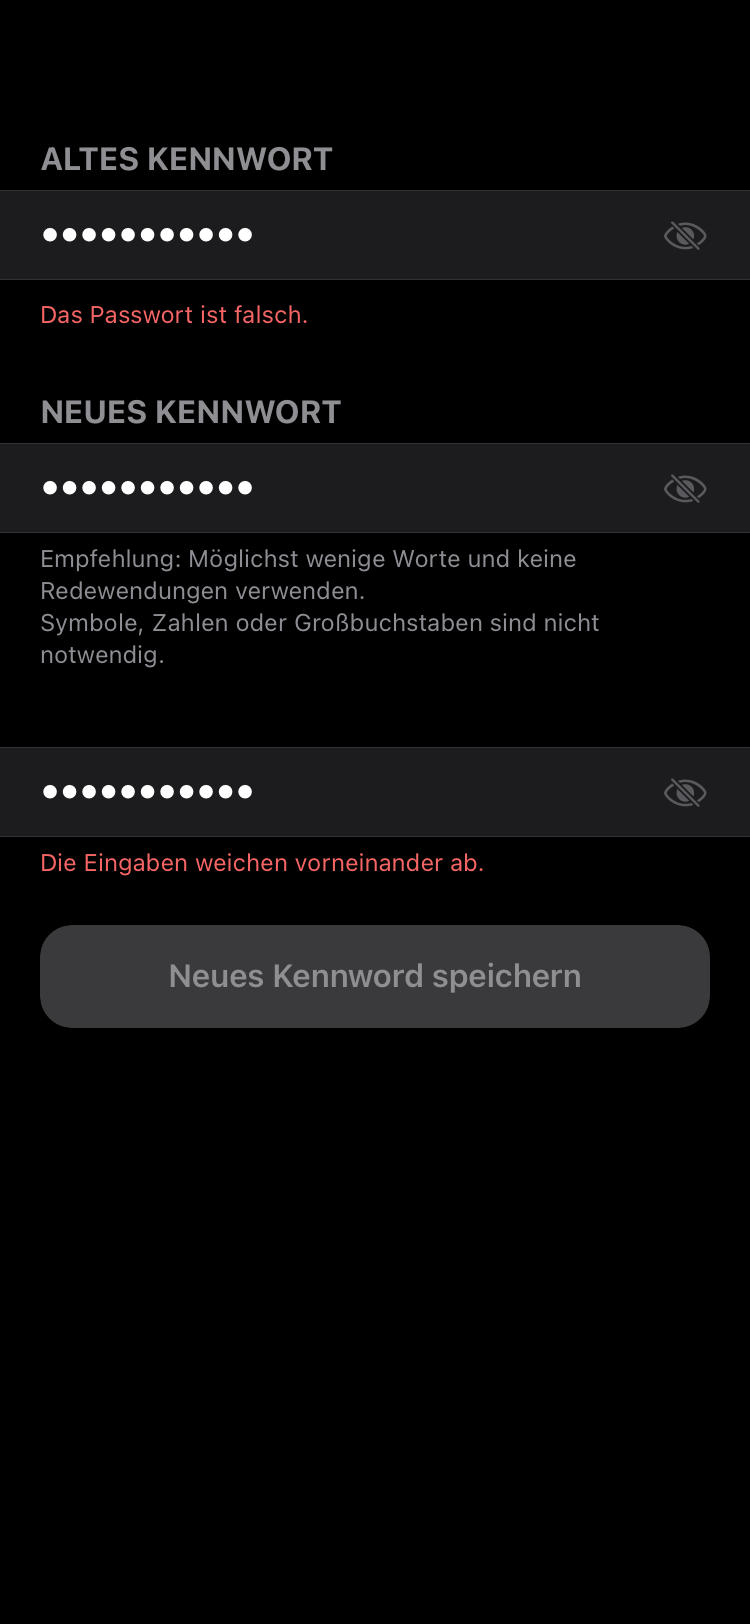 ALTES KENNWORT
•••••••••••
Das Passwort ist falsch.
NEUES KENNWORT
•••••••••••
Empfehlung: Möglichst wenige Worte und keine
Redewendungen verwenden.
Symbole, Zahlen oder Großbuchstaben sind nicht
notwendig.
•••••••••••
Die Eingaben weichen vorneinander ab.
Neues Kennword speichern